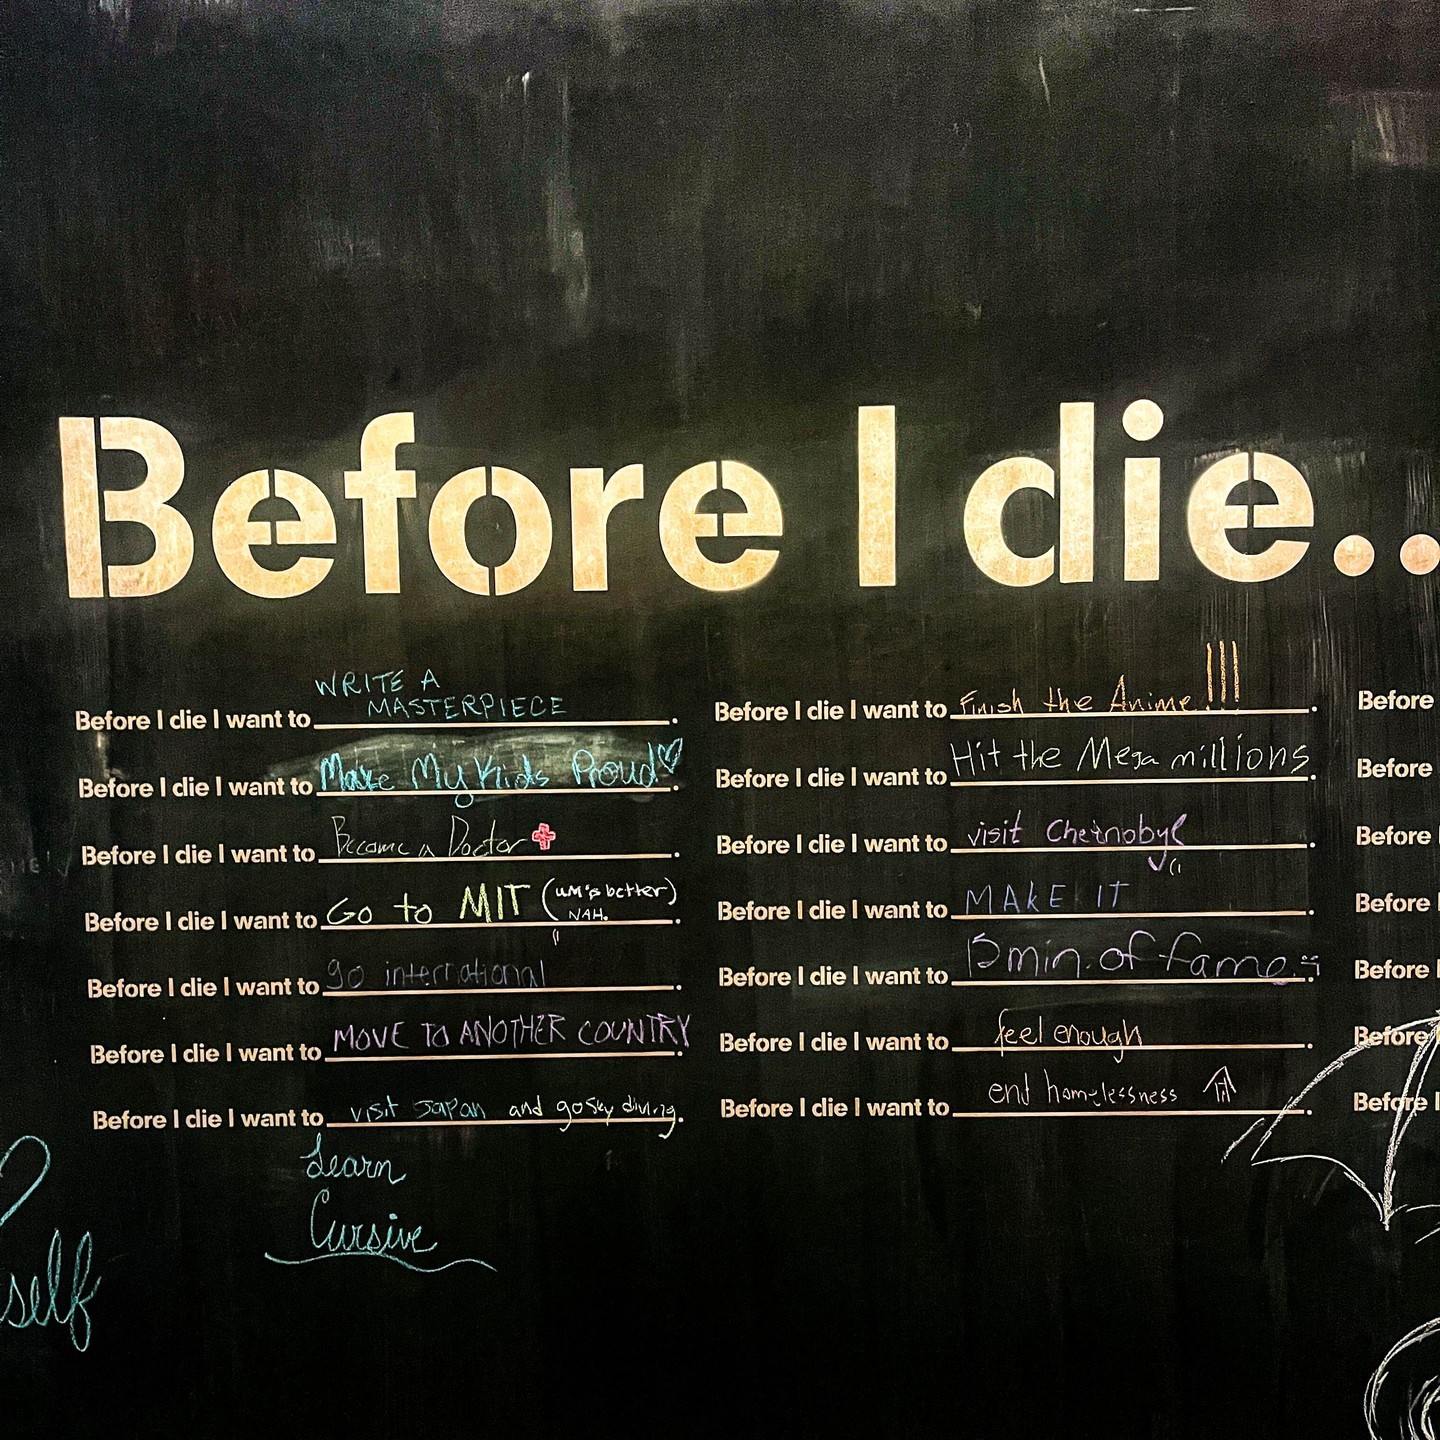 Before I die..
Before I die I want to WRITE A MASTERPIECE.
Before I die I want to Make My Kids Proud.
Before I die I want to Become a Doctor.
Before I die I want to Go to MIT (UM's better)
NAH.
Before I die I want to go international.
Before I die I want to MOVE TO ANOTHER COUNTRY.
Before I die I want to visit Japan and go sky diving.
Learn
Cursive
self
Before I die I want to Finish the Anime!!!.
Before I die I want to Hit the Mega millions.
Before I die I want to visit Chernobyl.
Before I die I want to MAKE IT.
Before I die I want to 15 min. of fame.
Before I die I want to feel enough.
Before I die I want to end homelessness.
Before
Before
Before I
Before I
Before I
Before
Before I